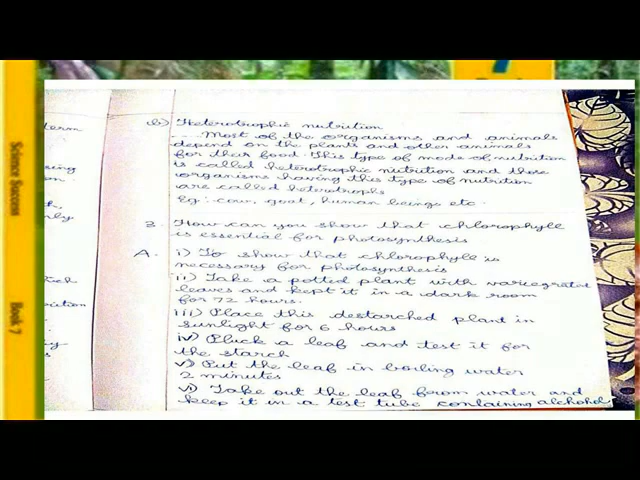 Science Success
Book 7
7
term
b) Heterotrophic nutrition
Most of the organisms and animals
depend on the plants and other animals
for their food. This type of mode of nutrition
is called heterotrophic nutrition and those
organisms having this type of nutrition
are called heterotrophs
Eg:- cow, goat, human beings etc.
3. How can you show that chlorophyll
is essential for photosynthesis
A. i) To show that chlorophyll is
necessary for photosynthesis
ii) Take a potted plant with variegated
leaves and kept it in a dark room
for 72 hours.
iii) Place this destarched plant in
sunlight for 6 hours
iv) Pluck a leaf and test it for
the starch
v) Put the leaf in boiling water
2 minutes
vi) Take out the leaf from water and
keep it in a test tube containing alchohol